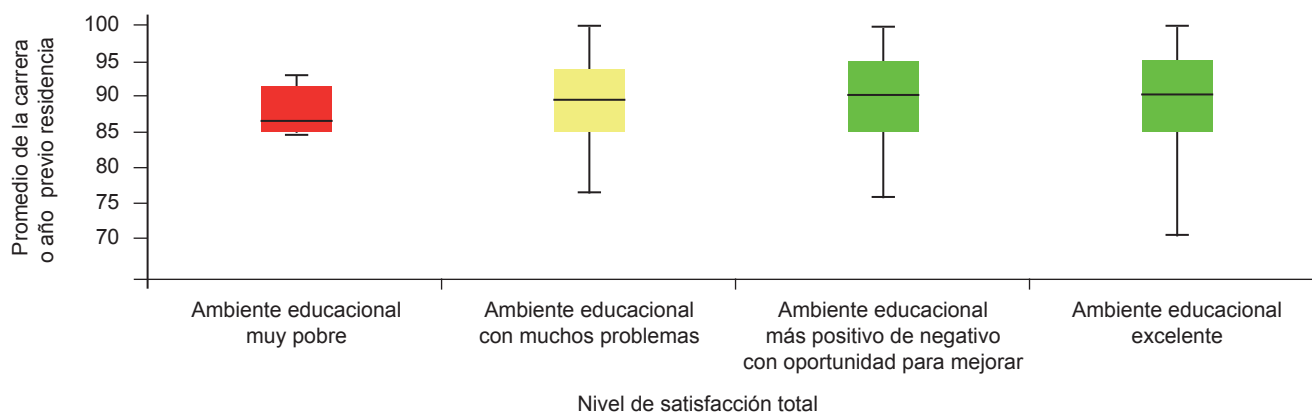 Promedio de la carrera
o año previo residencia
100
95
90
85
80
75
70
Ambiente educacional
muy pobre
Ambiente educacional
con muchos problemas
Ambiente educacional
más positivo de negativo
con oportunidad para mejorar
Ambiente educacional
excelente
Nivel de satisfacción total